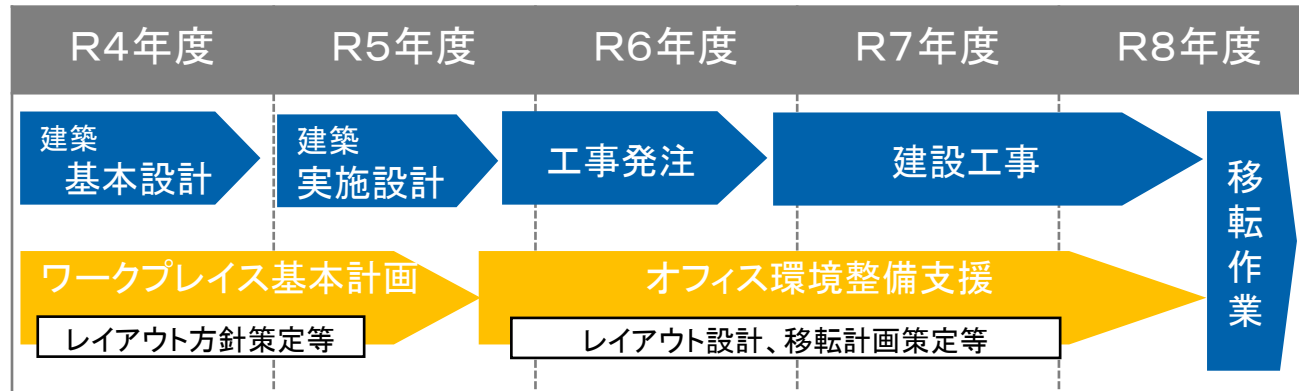 R4年度
R5年度
R6年度
R7年度
R8年度
建築
基本設計
建築
実施設計
工事発注
建設工事
移転作業
ワークプレイス基本計画
レイアウト方針策定等
オフィス環境整備支援
レイアウト設計、移転計画策定等